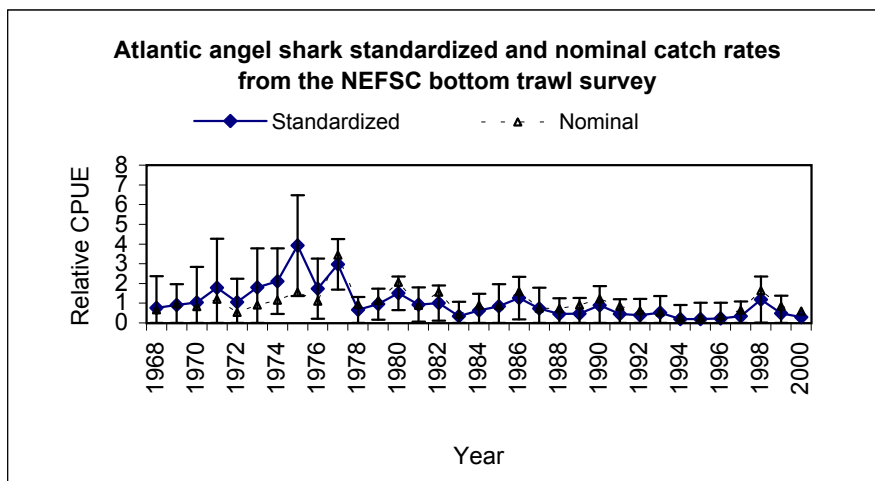 Atlantic angel shark standardized and nominal catch rates
from the NEFSC bottom trawl survey
Standardized Nominal
Relative CPUE
8
7
6
5
4
3
2
1
0
1968 1970 1972 1974 1976 1978 1980 1982 1984 1986 1988 1990 1992 1994 1996 1998 2000
Year